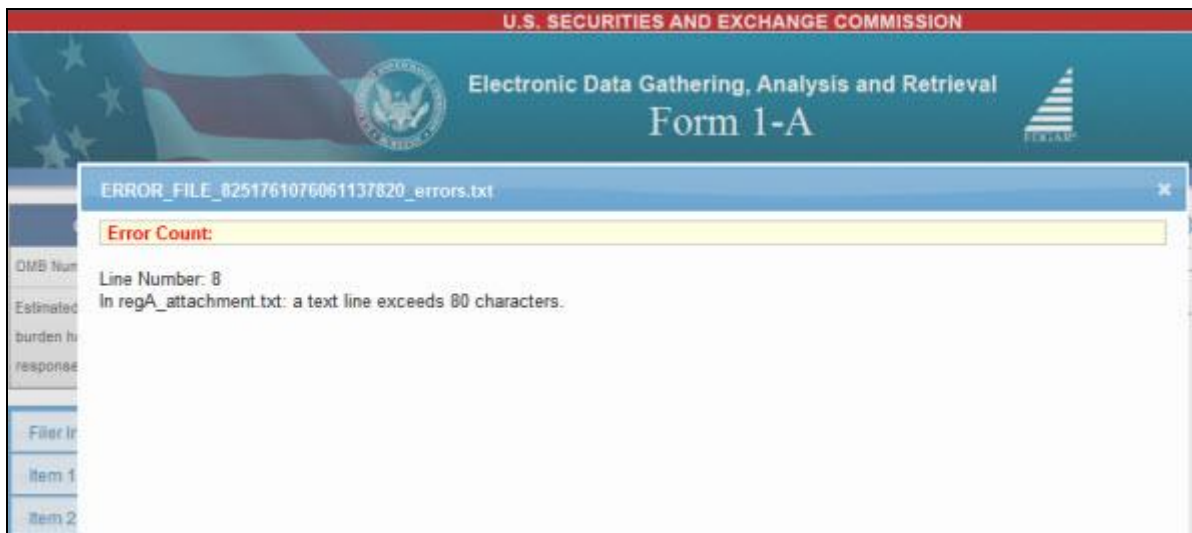 U.S. SECURITIES AND EXCHANGE COMMISSION
Electronic Data Gathering, Analysis and Retrieval
Form 1-A
EDGAR
ERROR_FILE_8251761076061137820_errors.txt
×
Error Count:
OMB Num
Line Number: 8
Estimated
In regA_attachment.txt: a text line exceeds 80 characters.
burden h
response
Filer In
Item 1
Item 2